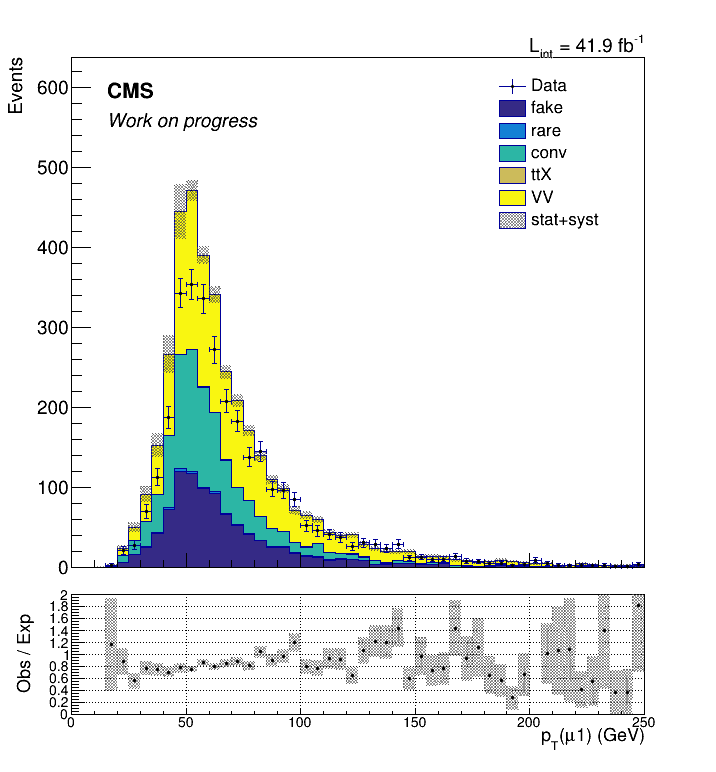 L_int = 41.9 fb^-1
Events
600
500
400
300
200
100
0
CMS
Work on progress
Data
fake
rare
conv
ttX
VV
stat+syst
Obs / Exp
2
1.8
1.6
1.4
1.2
1
0.8
0.6
0.4
0.2
0
0 50 100 150 200 250
p_T(μ1) (GeV)